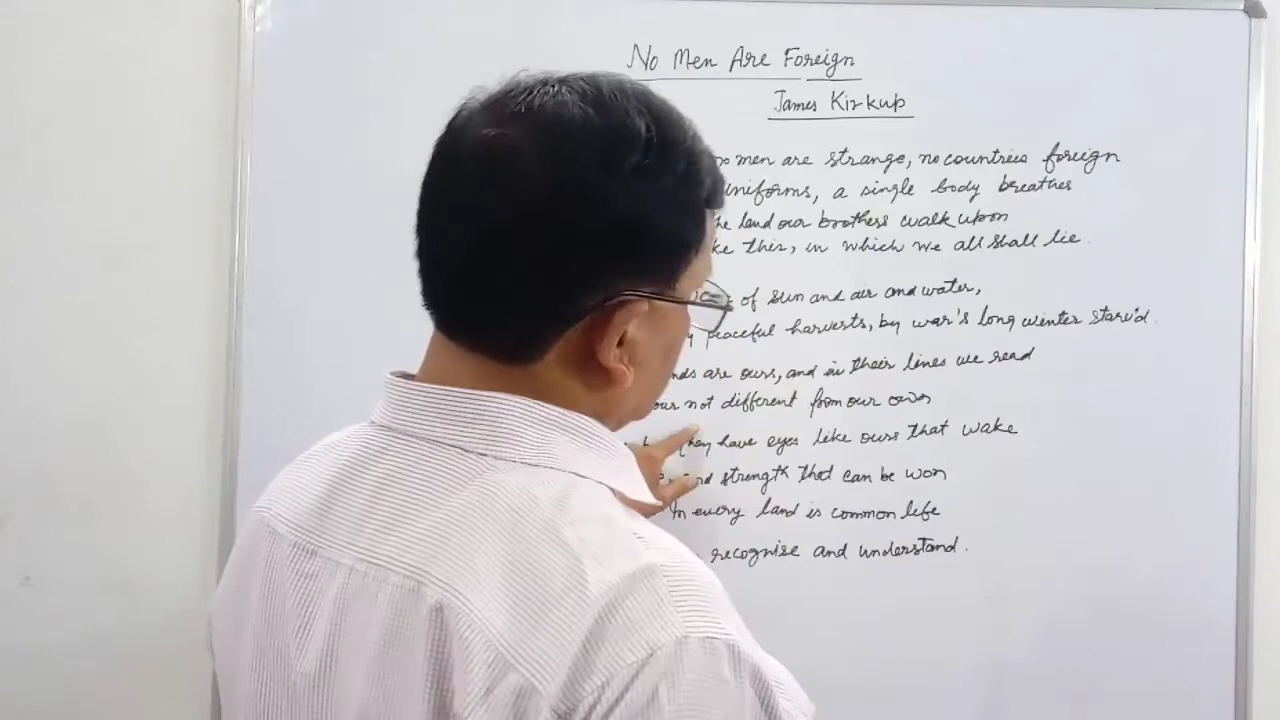 No Men Are Foreign
James Kirkup
no men are strange, no countries foreign
uniforms, a single body breathes
he land our brothers walk upon
ke this, in which we all shall lie.
of sun and air and water,
peaceful harvests, by war's long winter starv'd.
nds are ours, and in their lines we read
our not different from our own
they have eyes like ours that wake
strength that can be won
In every land is common life
recognise and understand.